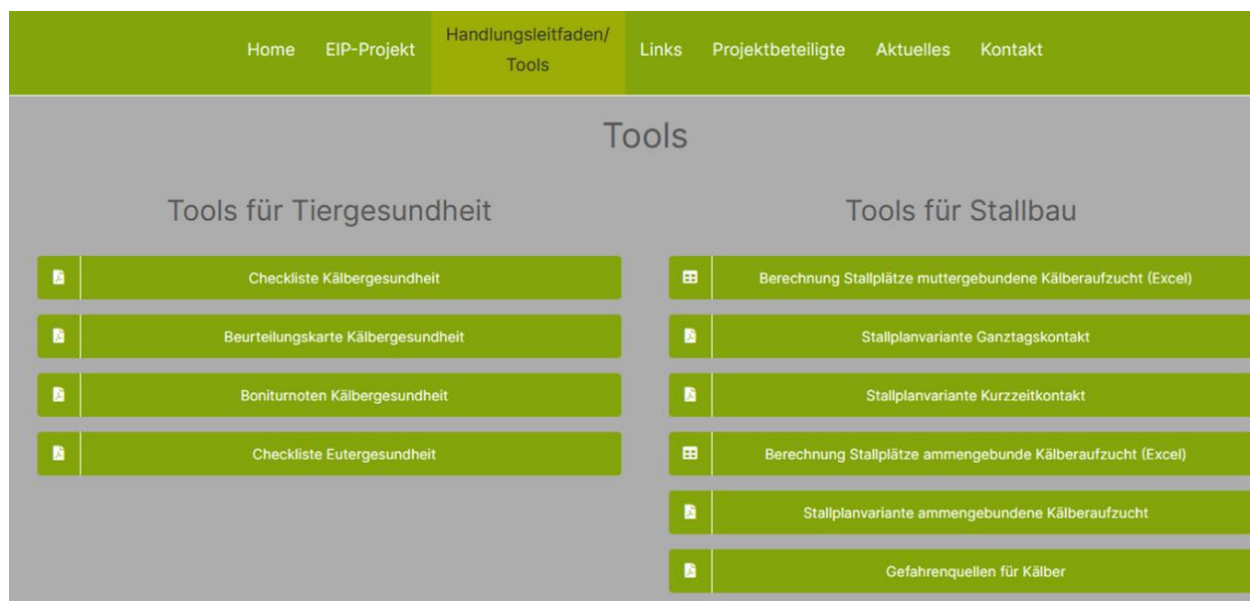 Home EIP-Projekt Handlungsleitfaden/
Tools Links Projektbeteiligte Aktuelles Kontakt
Tools
Tools für Tiergesundheit
Checkliste Kälbergesundheit
Beurteilungskarte Kälbergesundheit
Boniturnoten Kälbergesundheit
Checkliste Eutergesundheit
Tools für Stallbau
Berechnung Stallplätze muttergebundene Kälberaufzucht (Excel)
Stallplanvariante Ganztagskontakt
Stallplanvariante Kurzzeitkontakt
Berechnung Stallplätze ammengebunde Kälberaufzucht (Excel)
Stallplanvariante ammengebundene Kälberaufzucht
Gefahrenquellen für Kälber